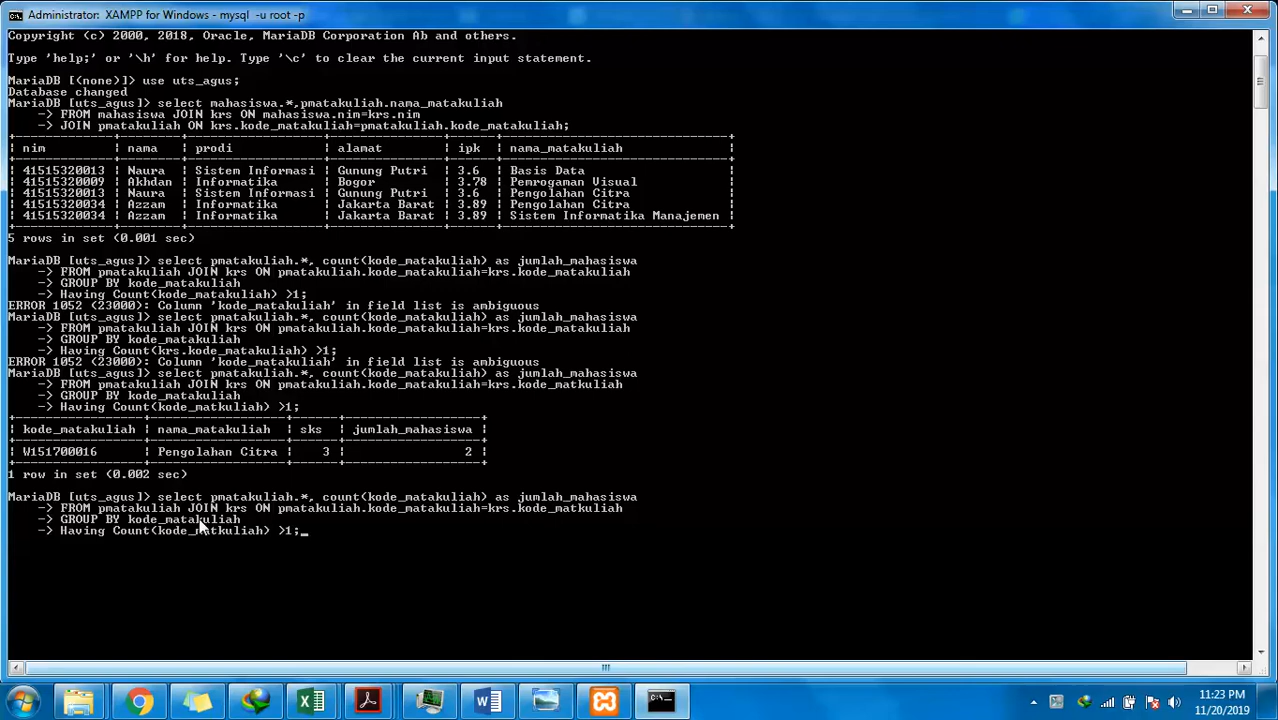 Administrator: XAMPP for Windows - mysql -u root -p
Copyright (c) 2000, 2018, Oracle, MariaDB Corporation Ab and others.
Type 'help;' or '\h' for help. Type '\c' to clear the current input statement.
MariaDB [(none)]> use uts_agus;
Database changed
MariaDB [uts_agus]> select mahasiswa.*,pmatakuliah.nama_matakuliah
-> FROM mahasiswa JOIN krs ON mahasiswa.nim=krs.nim
-> JOIN pmatakuliah ON krs.kode_matakuliah=pmatakuliah.kode_matakuliah;
| nim | nama | prodi | alamat | ipk | nama_matakuliah |
| 41515320013 | Naura | Sistem Informasi | Gunung Putri | 3.6 | Basis Data |
| 41515320009 | Akhdan | Informatika | Bogor | 3.78 | Pemrogaman Visual |
| 41515320013 | Naura | Sistem Informasi | Gunung Putri | 3.6 | Pengolahan Citra |
| 41515320034 | Azzam | Informatika | Jakarta Barat | 3.89 | Pengolahan Citra |
| 41515320034 | Azzam | Informatika | Jakarta Barat | 3.89 | Sistem Informatika Manajemen |
5 rows in set (0.001 sec)
MariaDB [uts_agus]> select pmatakuliah.*, count(kode_matakuliah) as jumlah_mahasiswa
-> FROM pmatakuliah JOIN krs ON pmatakuliah.kode_matakuliah=krs.kode_matakuliah
-> GROUP BY kode_matakuliah
-> Having Count(kode_matakuliah) >1;
ERROR 1052 (23000): Column 'kode_matakuliah' in field list is ambiguous
MariaDB [uts_agus]> select pmatakuliah.*, count(kode_matakuliah) as jumlah_mahasiswa
-> FROM pmatakuliah JOIN krs ON pmatakuliah.kode_matakuliah=krs.kode_matakuliah
-> GROUP BY kode_matakuliah
-> Having Count(krs.kode_matakuliah) >1;
ERROR 1052 (23000): Column 'kode_matakuliah' in field list is ambiguous
MariaDB [uts_agus]> select pmatakuliah.*, count(kode_matakuliah) as jumlah_mahasiswa
-> FROM pmatakuliah JOIN krs ON pmatakuliah.kode_matakuliah=krs.kode_matkuliah
-> GROUP BY kode_matakuliah
-> Having Count(kode_matkuliah) >1;
| kode_matakuliah | nama_matakuliah | sks | jumlah_mahasiswa |
| W151700016 | Pengolahan Citra | 3 | 2 |
1 row in set (0.002 sec)
MariaDB [uts_agus]> select pmatakuliah.*, count(kode_matakuliah) as jumlah_mahasiswa
-> FROM pmatakuliah JOIN krs ON pmatakuliah.kode_matakuliah=krs.kode_matkuliah
-> GROUP BY kode_matakuliah
-> Having Count(kode_matkuliah) >1;
11:23 PM
11/20/2019